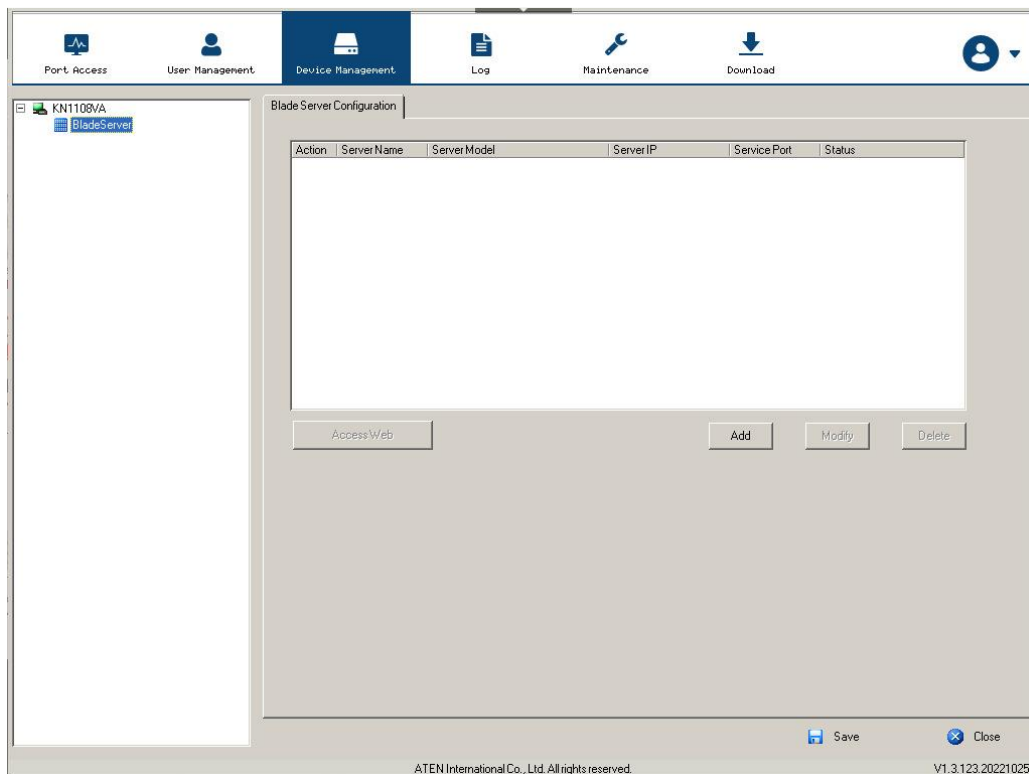 Port Access User Management Device Management Log Maintenance Download
KN1108VA
BladeServer
Blade Server Configuration
Action Server Name Server Model Server IP Service Port Status
Access Web Add Modify Delete
Save Close
ATEN International Co., Ltd. All rights reserved. V1.3.123.20221025